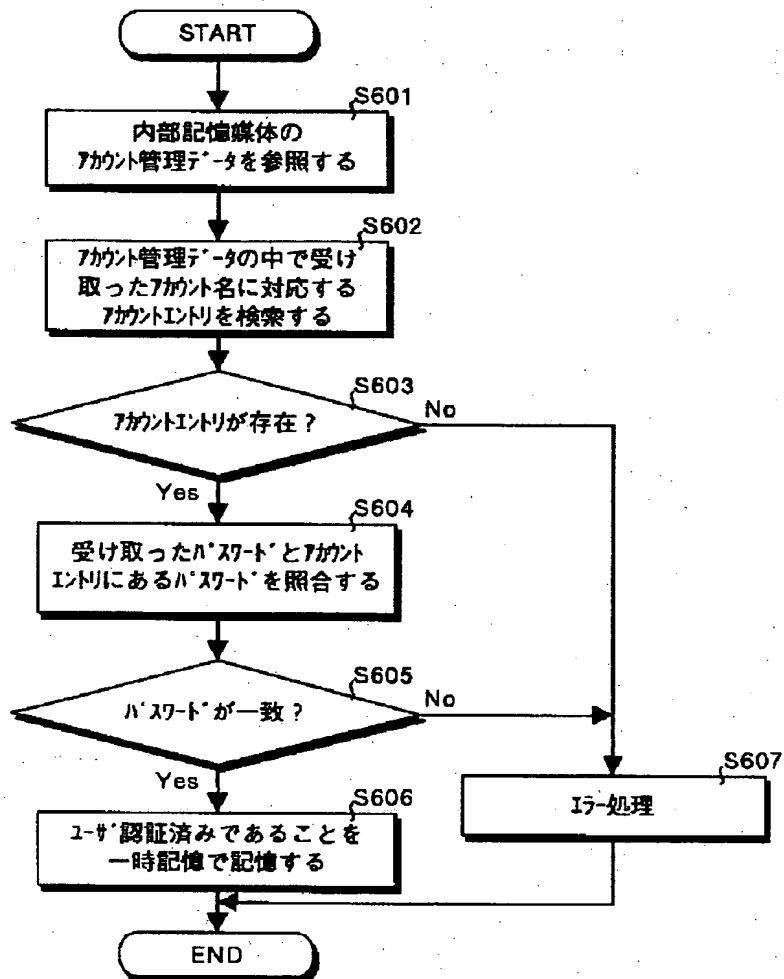 START
S601
内部記憶媒体の
ｱｶｳﾝﾄ管理ﾃﾞｰﾀを参照する
S602
ｱｶｳﾝﾄ管理ﾃﾞｰﾀの中で受け
取ったｱｶｳﾝﾄ名に対応する
ｱｶｳﾝﾄｴﾝﾄﾘを検索する
S603
ｱｶｳﾝﾄｴﾝﾄﾘが存在？
No
Yes
S604
受け取ったﾊﾟｽﾜｰﾄﾞとｱｶｳﾝﾄ
ｴﾝﾄﾘにあるﾊﾟｽﾜｰﾄﾞを照合する
S605
ﾊﾟｽﾜｰﾄﾞが一致？
No
Yes
S607
ｴﾗｰ処理
S606
ﾕｰｻﾞ認証済みであることを
一時記憶で記憶する
END